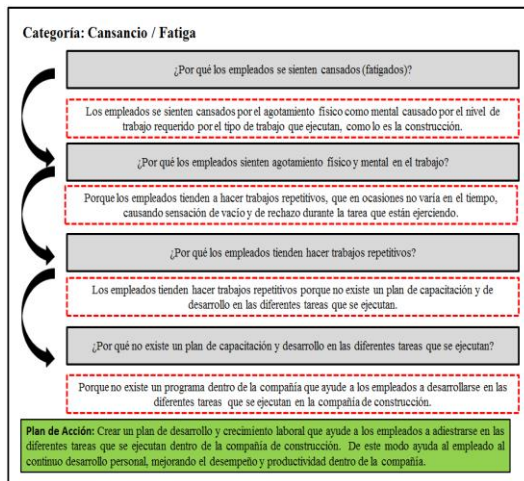 Categoría: Cansancio / Fatiga
¿Por qué los empleados se sienten cansados (fatigados)?
Los empleados se sienten cansados por el agotamiento físico como mental causado por el nivel de
trabajo requerido por el tipo de trabajo que ejecutan, como lo es la construcción.
¿Por qué los empleados sienten agotamiento físico y mental en el trabajo?
Porque los empleados tienden a hacer trabajos repetitivos, que en ocasiones no varía en el tiempo,
causando sensación de vacío y de rechazo durante la tarea que están ejerciendo.
¿Por qué los empleados tienden hacer trabajos repetitivos?
Los empleados tienden hacer trabajos repetitivos porque no existe un plan de capacitación y de
desarrollo en las diferentes tareas que se ejecutan.
¿Por qué no existe un plan de capacitación y desarrollo en las diferentes tareas que se ejecutan?
Porque no existe un programa dentro de la compañía que ayude a los empleados a desarrollarse en las
diferentes tareas que se ejecutan en la compañía de construcción.
Plan de Acción: Crear un plan de desarrollo y crecimiento laboral que ayude a los empleados a adiestrarse en las
diferentes tareas que se ejecutan dentro de la compañía de construcción. De este modo ayuda al empleado al
continuo desarrollo personal, mejorando el desempeño y productividad dentro de la compañía.